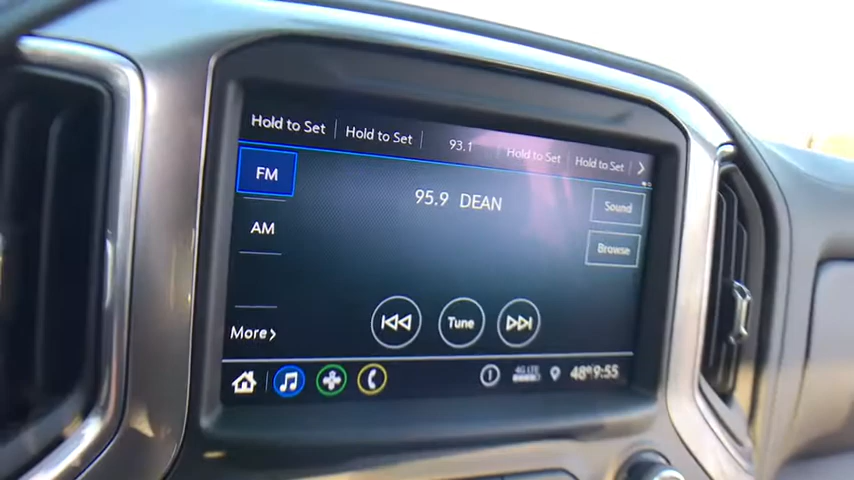 Hold to Set Hold to Set 93.1 Hold to Set Hold to Set
FM
95.9 DEAN
Sound
AM
Browse
Tune
More
4G LTE
48° 9:55